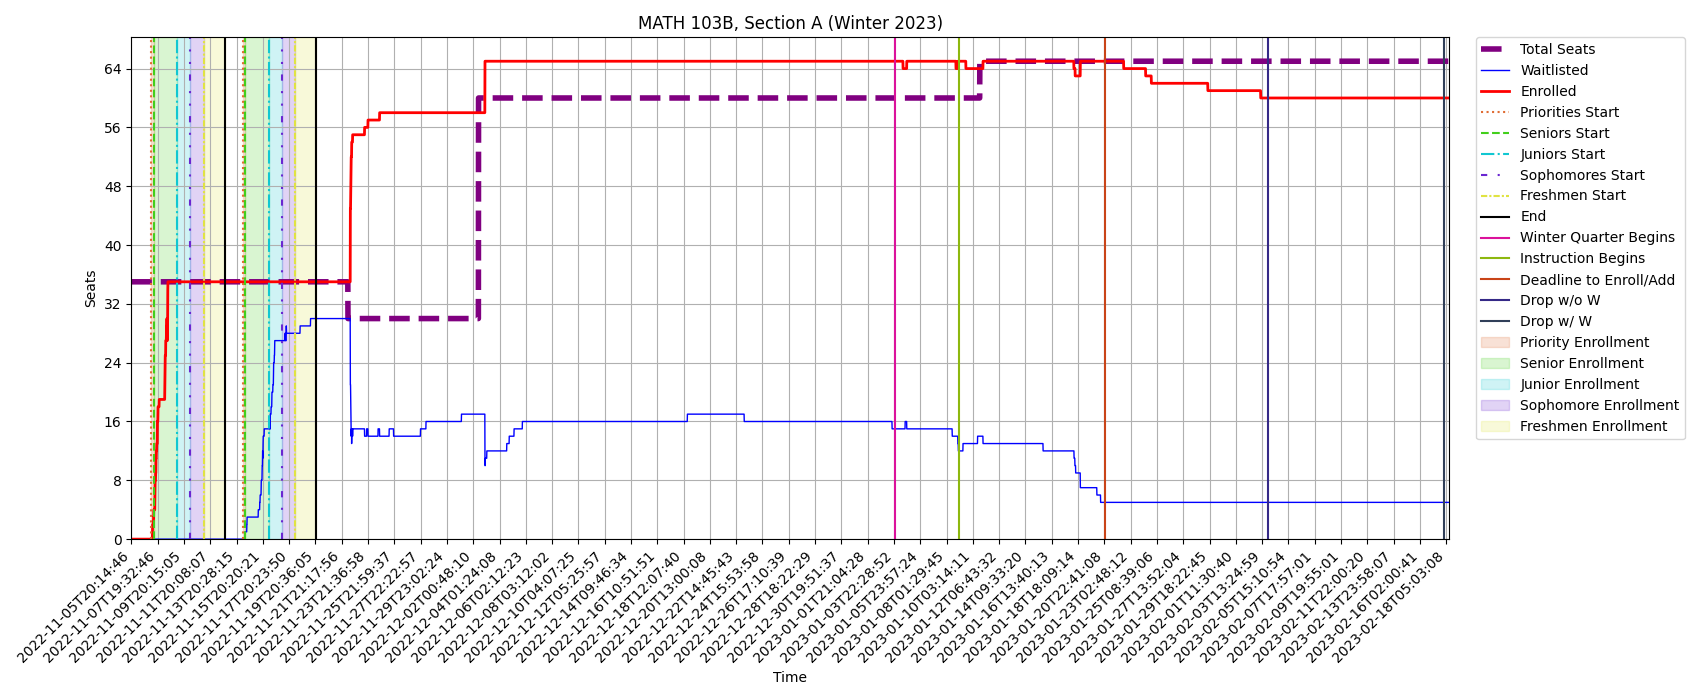 MATH 103B, Section A (Winter 2023)
Seats
64
56
48
40
32
24
16
8
0
2022-11-05T20:14:46
2022-11-07T19:32:46
2022-11-09T20:15:05
2022-11-11T20:08:07
2022-11-13T20:28:15
2022-11-15T20:20:21
2022-11-17T20:23:50
2022-11-19T20:36:05
2022-11-21T21:17:56
2022-11-23T21:36:58
2022-11-25T21:59:37
2022-11-27T22:22:57
2022-11-29T23:02:24
2022-12-02T00:48:10
2022-12-04T01:24:09
2022-12-06T02:12:23
2022-12-08T03:12:02
2022-12-10T04:07:25
2022-12-12T05:25:57
2022-12-14T09:46:34
2022-12-16T10:51:51
2022-12-18T12:07:40
2022-12-20T13:00:09
2022-12-22T14:45:43
2022-12-24T15:53:58
2022-12-26T17:10:39
2022-12-28T18:22:29
2022-12-30T19:51:37
2023-01-01T21:04:28
2023-01-03T22:28:52
2023-01-05T23:57:24
2023-01-08T01:29:45
2023-01-10T03:14:11
2023-01-12T06:43:32
2023-01-14T09:33:20
2023-01-16T13:40:13
2023-01-18T18:09:14
2023-01-20T22:41:08
2023-01-23T02:48:12
2023-01-25T08:39:06
2023-01-27T13:52:04
2023-01-29T18:22:45
2023-02-01T11:30:40
2023-02-03T13:24:59
2023-02-05T15:10:54
2023-02-07T17:57:01
2023-02-09T19:55:01
2023-02-11T22:00:20
2023-02-13T23:58:07
2023-02-16T02:00:41
2023-02-18T05:03:08
Time
Total Seats
Waitlisted
Enrolled
Priorities Start
Seniors Start
Juniors Start
Sophomores Start
Freshmen Start
End
Winter Quarter Begins
Instruction Begins
Deadline to Enroll/Add
Drop w/o W
Drop w/ W
Priority Enrollment
Senior Enrollment
Junior Enrollment
Sophomore Enrollment
Freshmen Enrollment